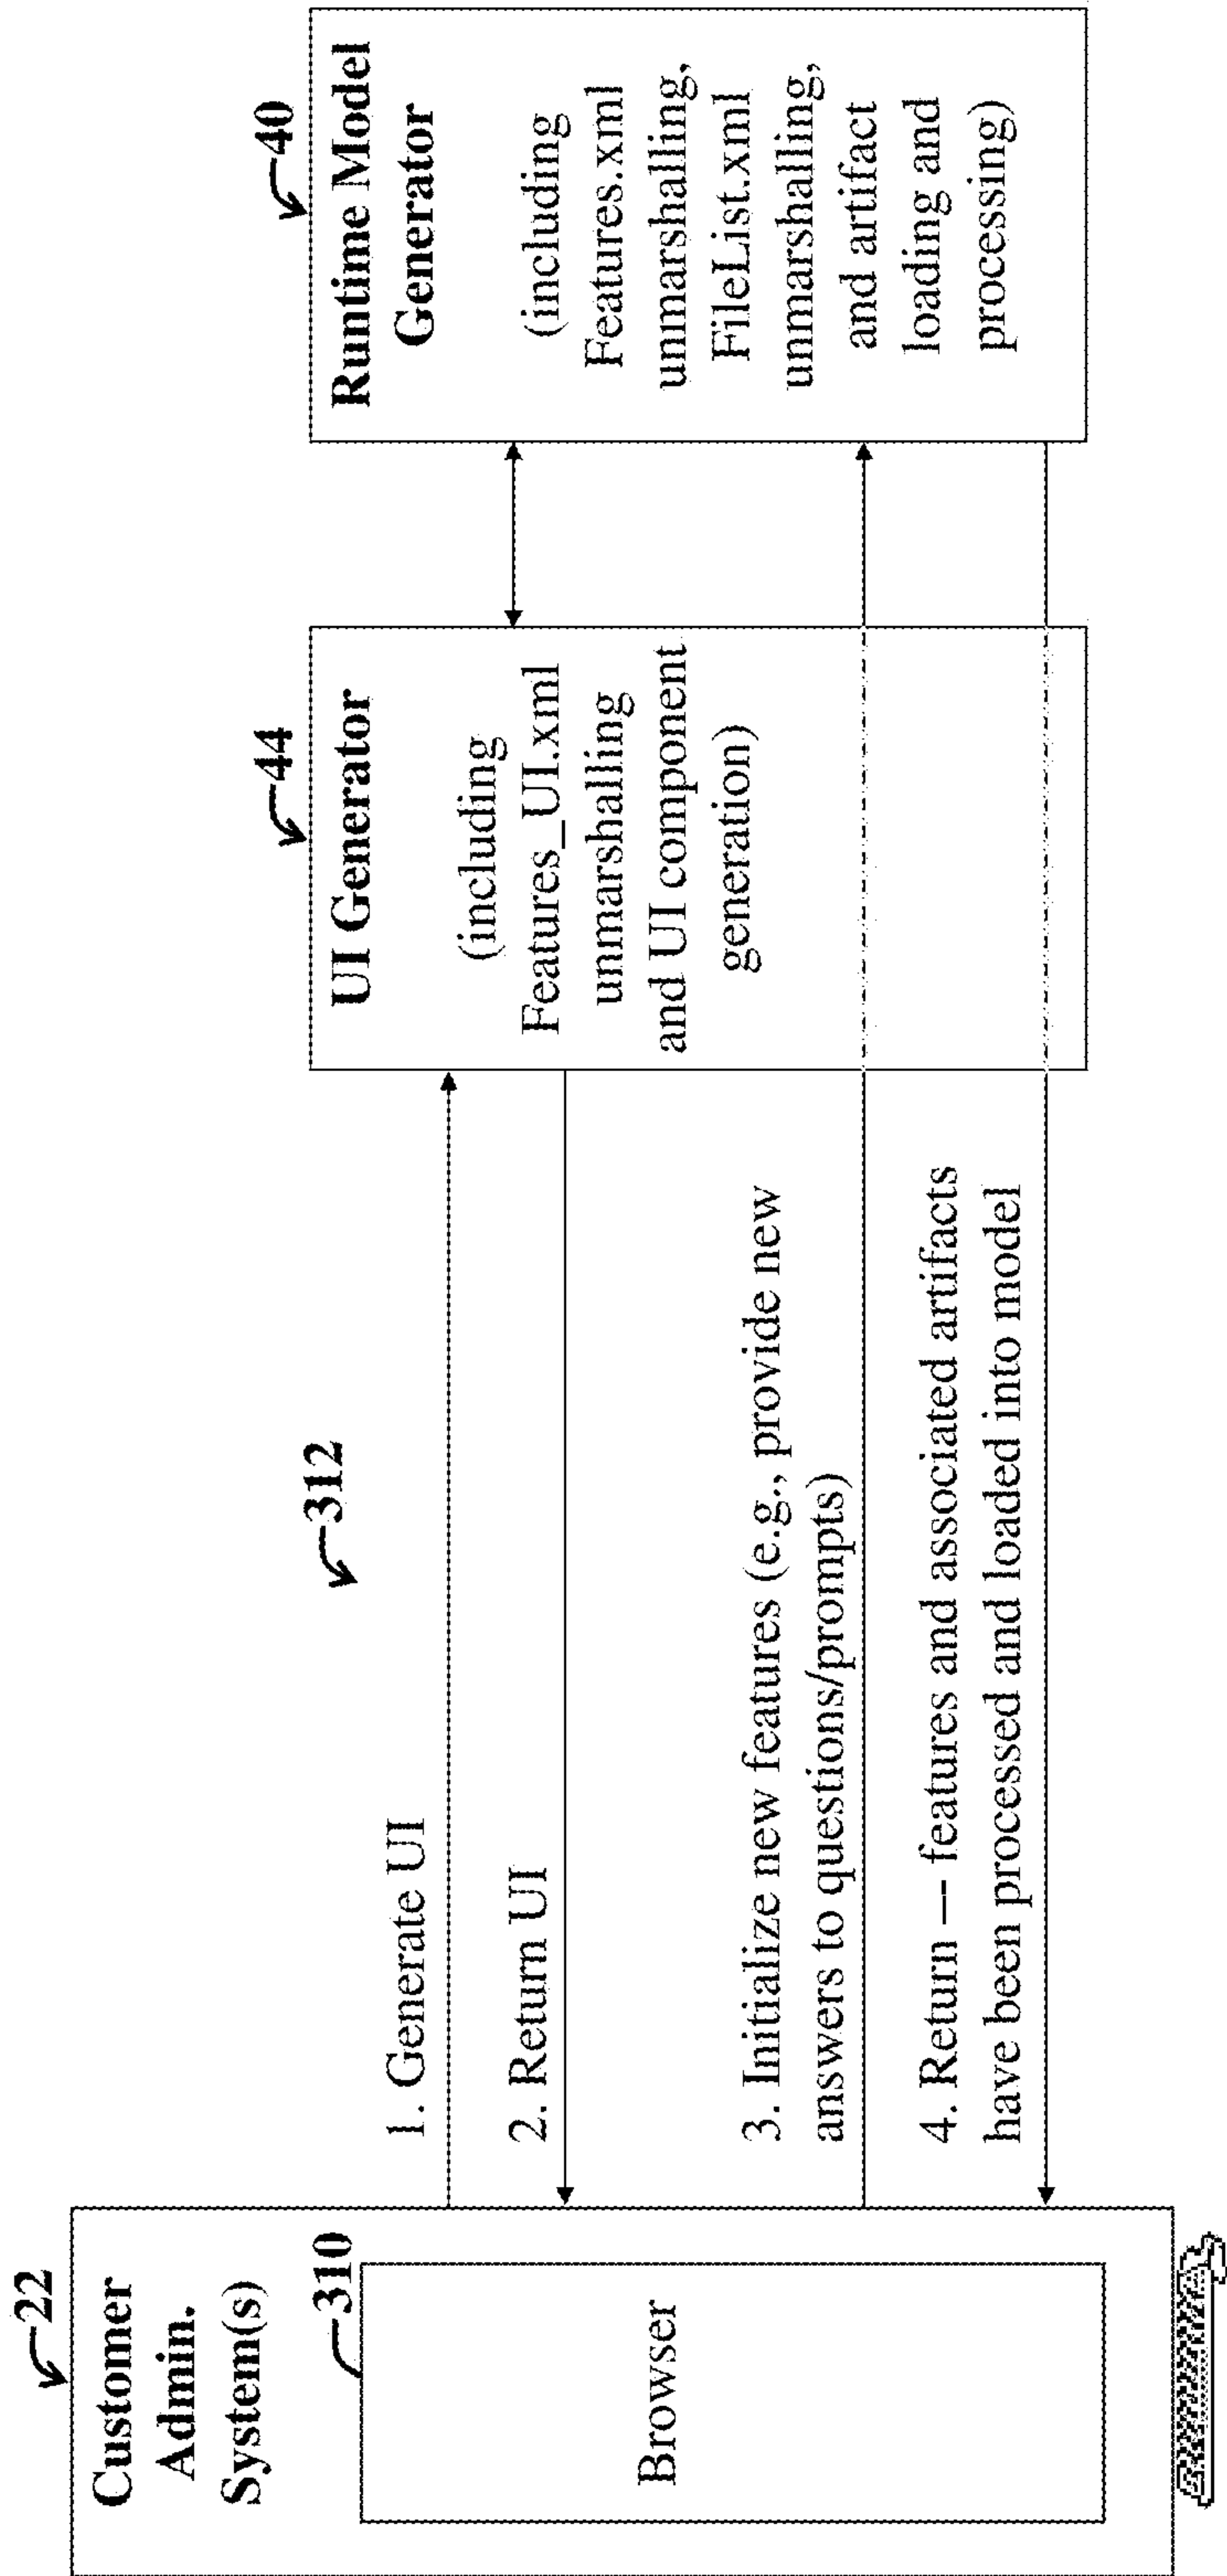 22
Customer
Admin.
System(s)
310
Browser
312
1. Generate UI
2. Return UI
3. Initialize new features (e.g., provide new
answers to questions/prompts)
4. Return — features and associated artifacts
have been processed and loaded into model
44
UI Generator
(including
Features_UI.xml
unmarshalling
and UI component
generation)
40
Runtime Model
Generator
(including
Features.xml
unmarshalling,
FileList.xml
unmarshalling,
and artifact
loading and
processing)